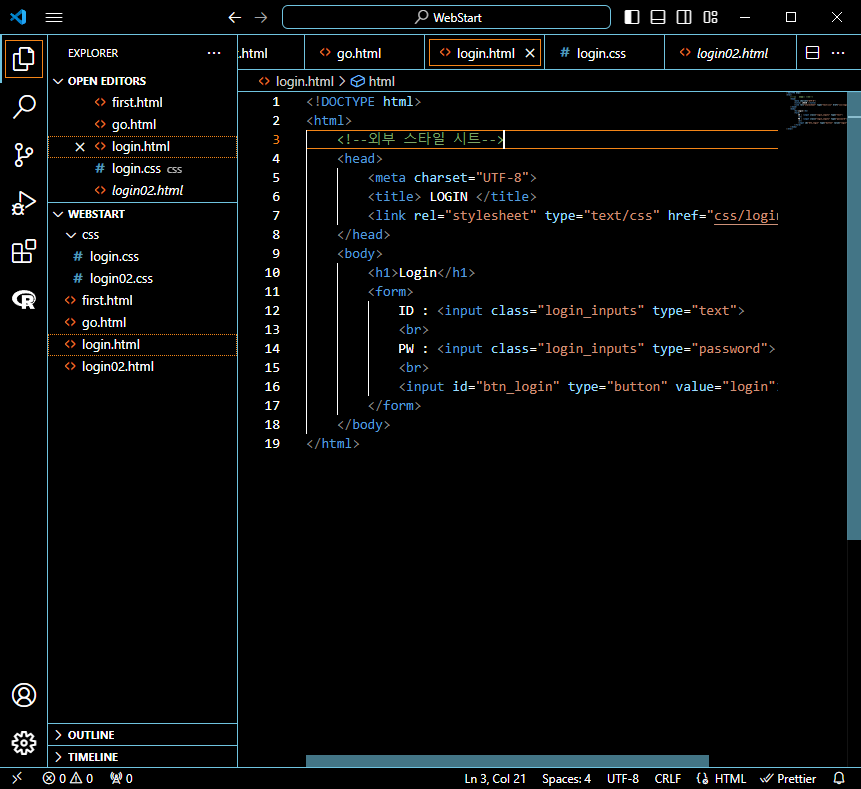 WebStart
EXPLORER
OPEN EDITORS
first.html
go.html
login.html
login.css css
login02.html
WEBSTART
css
login.css
login02.css
first.html
go.html
login.html
login02.html
OUTLINE
TIMELINE
.html go.html login.html login.css login02.html
login.html > html
1 <!DOCTYPE html>
2 <html>
3 <!--외부 스타일 시트-->
4 <head>
5 <meta charset="UTF-8">
6 <title> LOGIN </title>
7 <link rel="stylesheet" type="text/css" href="css/login
8 </head>
9 <body>
10 <h1>Login</h1>
11 <form>
12 ID : <input class="login_inputs" type="text">
13 <br>
14 PW : <input class="login_inputs" type="password">
15 <br>
16 <input id="btn_login" type="button" value="login"
17 </form>
18 </body>
19 </html>
0 0 0 Ln 3, Col 21 Spaces: 4 UTF-8 CRLF HTML Prettier